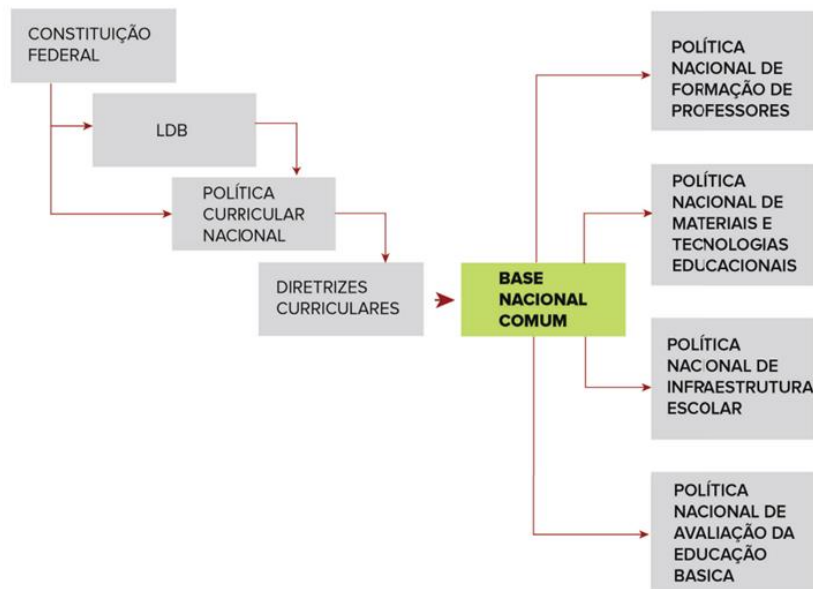 CONSTITUIÇÃO
FEDERAL
LDB
POLÍTICA
CURRICULAR
NACIONAL
DIRETRIZES
CURRICULARES
BASE
NACIONAL
COMUM
POLÍTICA
NACIONAL DE
FORMAÇÃO DE
PROFESSORES
POLÍTICA
NACIONAL DE
MATERIAIS E
TECNOLOGIAS
EDUCACIONAIS
POLÍTICA
NACIONAL DE
INFRAESTRUTURA
ESCOLAR
POLÍTICA
NACIONAL DE
AVALIAÇÃO DA
EDUCAÇÃO
BASICA